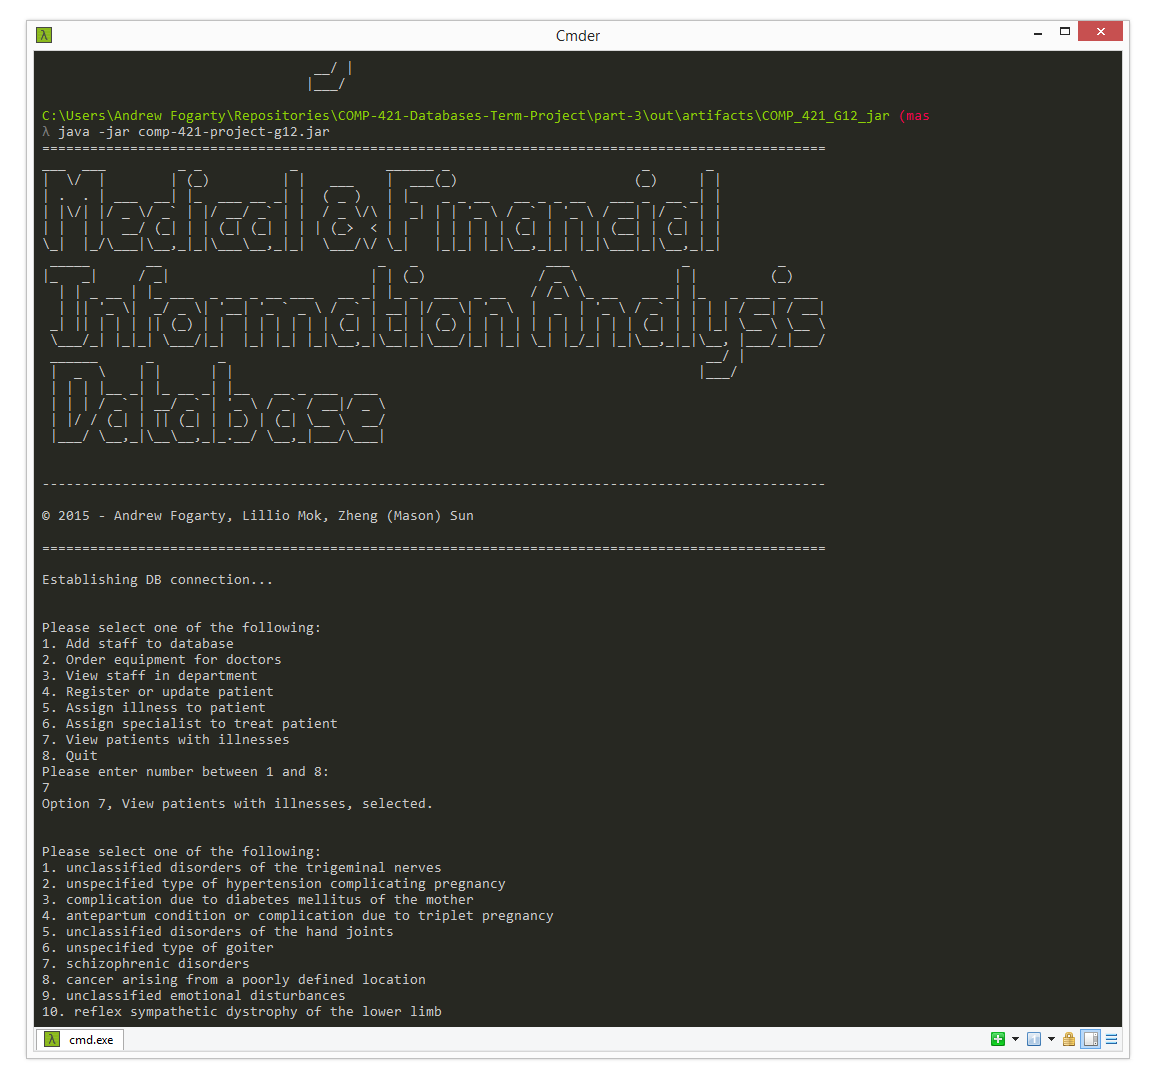 Cmder
C:\Users\Andrew Fogarty\Repositories\COMP-421-Databases-Term-Project\part-3\out\artifacts\COMP_421_G12_jar (mas
λ java -jar comp-421-project-g12.jar
Medical & Financial
Information Analysis
Database
© 2015 - Andrew Fogarty, Lillio Mok, Zheng (Mason) Sun
Establishing DB connection...
Please select one of the following:
1. Add staff to database
2. Order equipment for doctors
3. View staff in department
4. Register or update patient
5. Assign illness to patient
6. Assign specialist to treat patient
7. View patients with illnesses
8. Quit
Please enter number between 1 and 8:
7
Option 7, View patients with illnesses, selected.
Please select one of the following:
1. unclassified disorders of the trigeminal nerves
2. unspecified type of hypertension complicating pregnancy
3. complication due to diabetes mellitus of the mother
4. antepartum condition or complication due to triplet pregnancy
5. unclassified disorders of the hand joints
6. unspecified type of goiter
7. schizophrenic disorders
8. cancer arising from a poorly defined location
9. unclassified emotional disturbances
10. reflex sympathetic dystrophy of the lower limb
λ cmd.exe